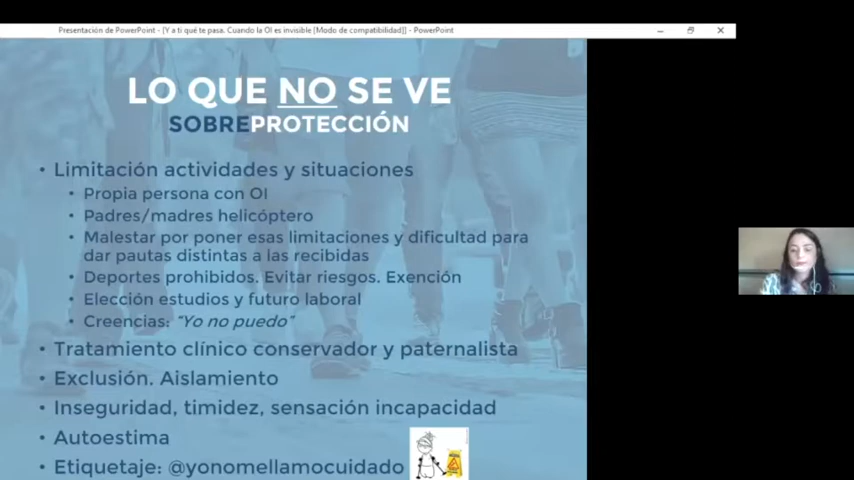 Presentación de PowerPoint - [Y a ti qué te pasa. Cuando la OI es invisible [Modo de compatibilidad]] - PowerPoint
LO QUE NO SE VE
SOBREPROTECCIÓN
• Limitación actividades y situaciones
• Propia persona con OI
• Padres/madres helicóptero
• Malestar por poner esas limitaciones y dificultad para
dar pautas distintas a las recibidas
• Deportes prohibidos. Evitar riesgos. Exención
• Elección estudios y futuro laboral
• Creencias: "Yo no puedo"
• Tratamiento clínico conservador y paternalista
• Exclusión. Aislamiento
• Inseguridad, timidez, sensación incapacidad
• Autoestima
• Etiquetaje: @yonomellamocuidado